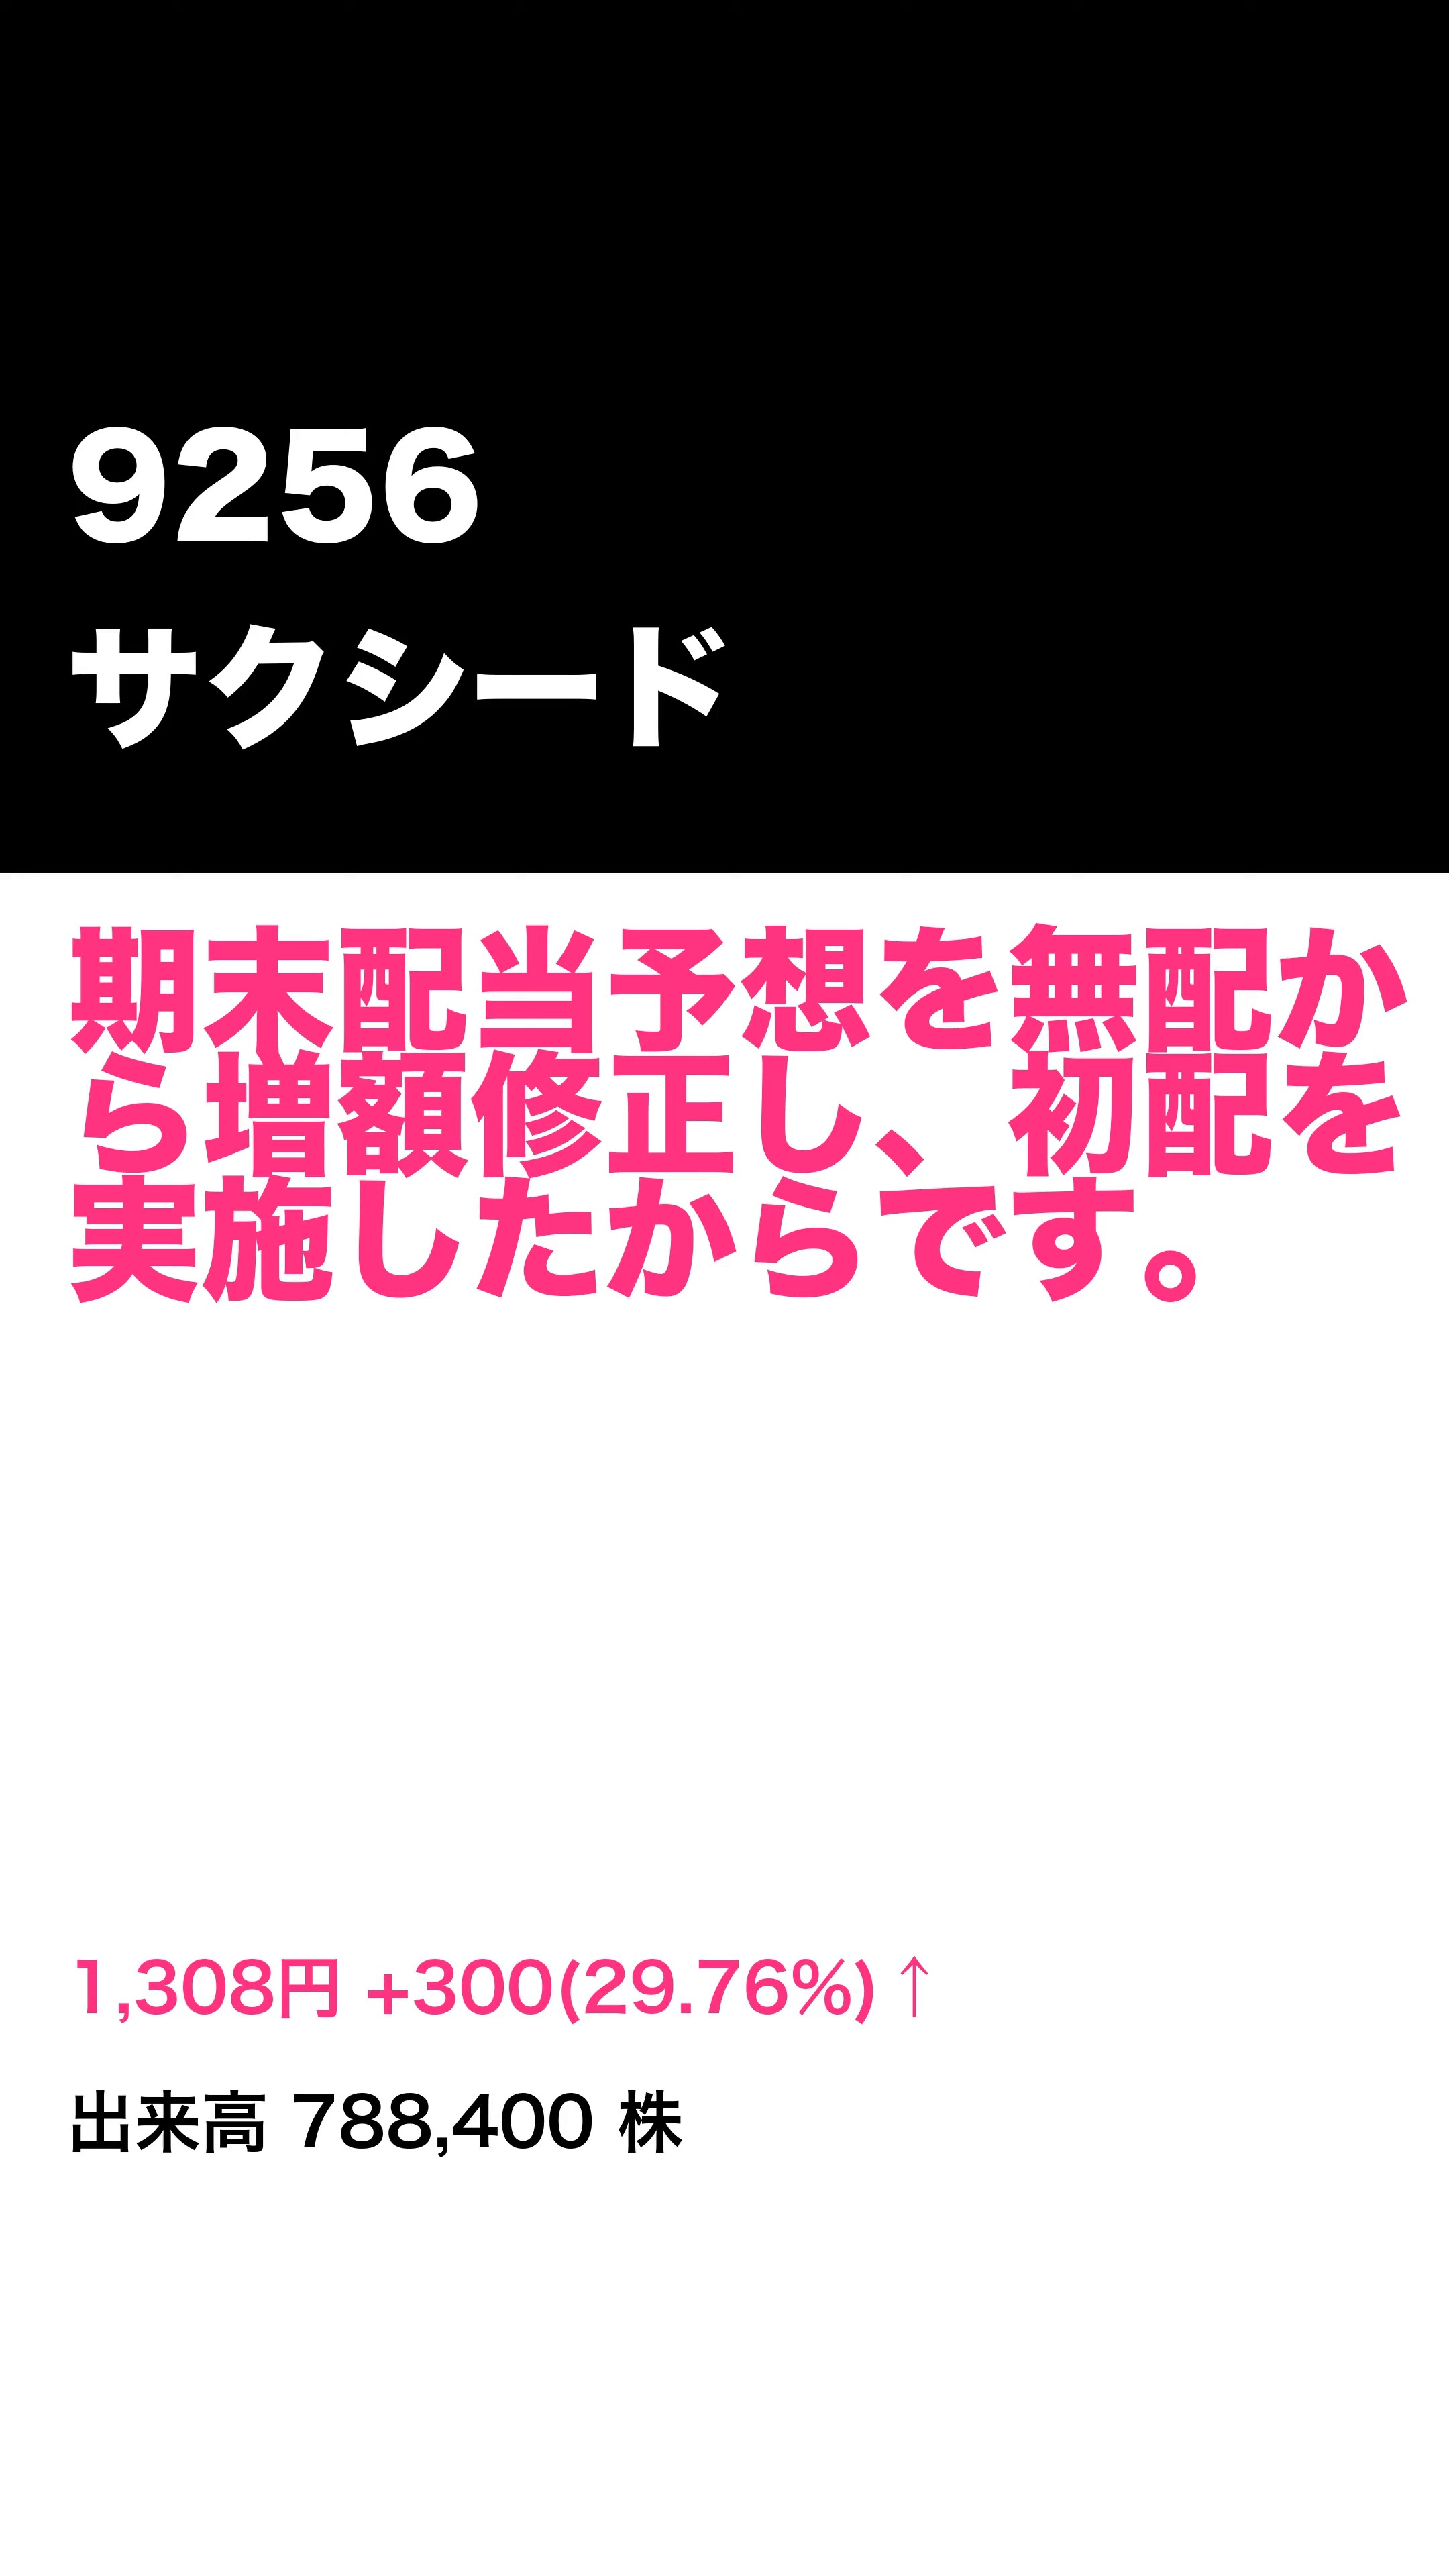 9256
サクシード
期末配当予想を無配か
ら増額修正し、初配を
実施したからです。
1,308円 +300(29.76%)↑
出来高 788,400 株